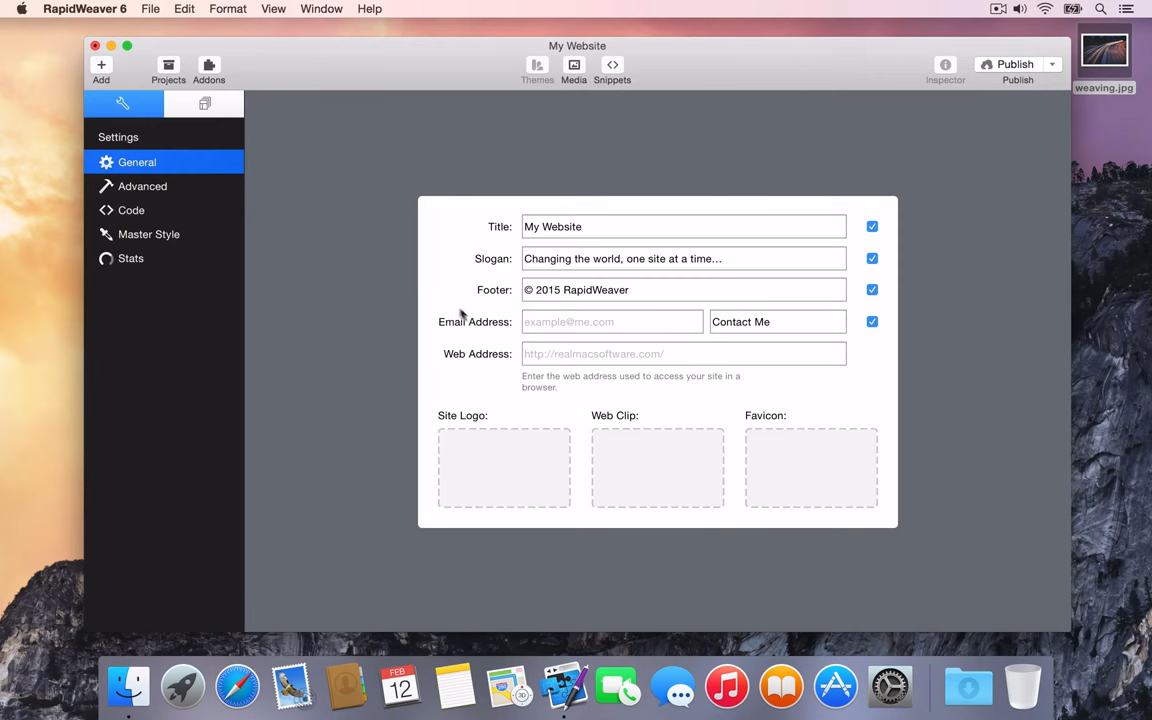 RapidWeaver 6 File Edit Format View Window Help
My Website
Add Projects Addons Themes Media Snippets Inspector Publish
Publish
weaving.jpg
Settings
General
Advanced
Code
Master Style
Stats
Title: My Website
Slogan: Changing the world, one site at a time…
Footer: © 2015 RapidWeaver
Email Address: example@me.com Contact Me
Web Address: http://realmacsoftware.com/
Enter the web address used to access your site in a
browser.
Site Logo: Web Clip: Favicon:
FEB
12
3D